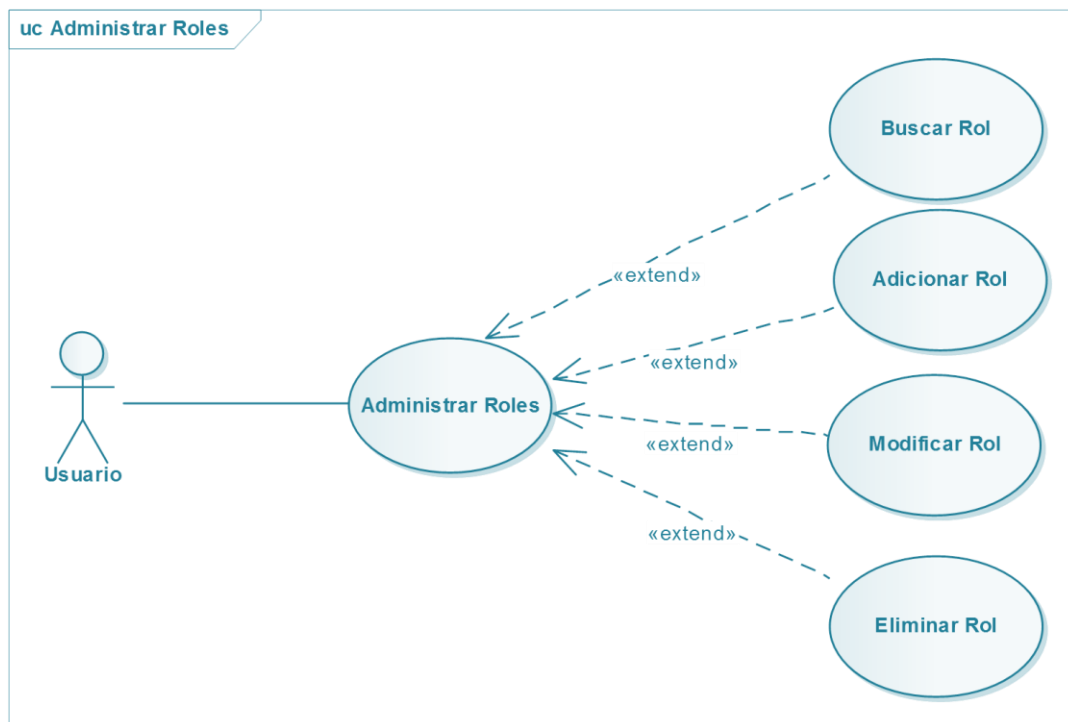 uc Administrar Roles
Buscar Rol
«extend»
Adicionar Rol
«extend»
Administrar Roles
Modificar Rol
«extend»
Usuario
«extend»
Eliminar Rol